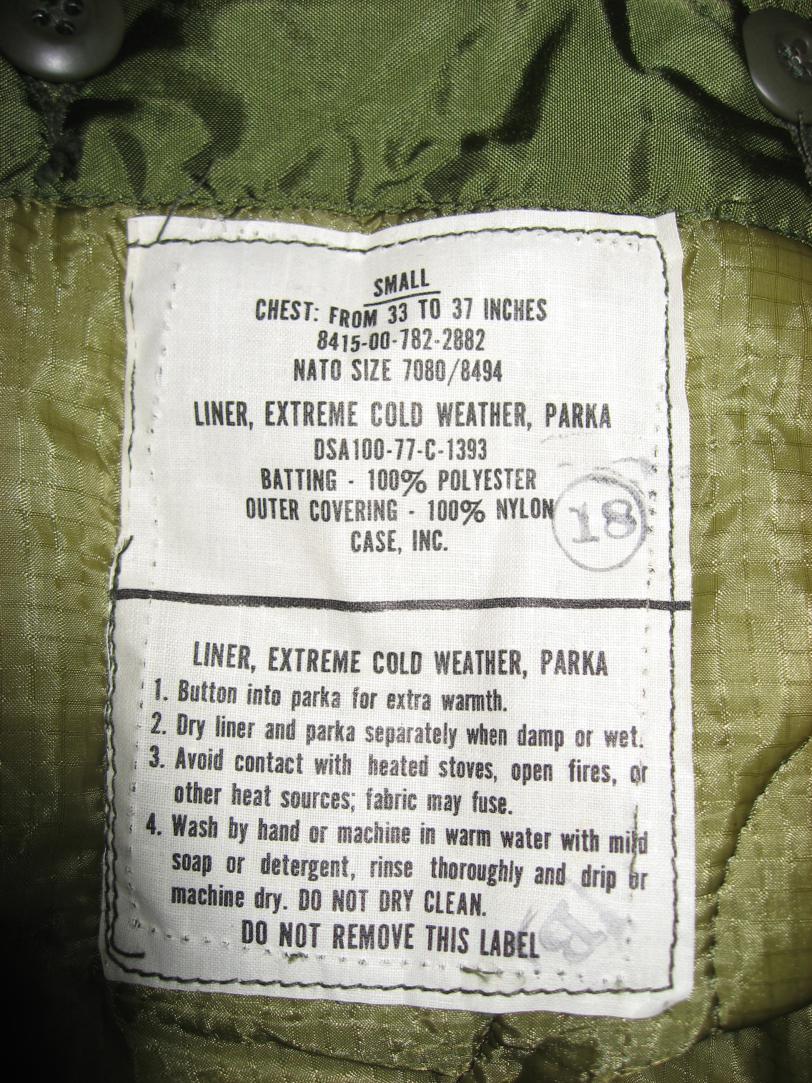 SMALL
CHEST: FROM 33 TO 37 INCHES
8415-00-782-2882
NATO SIZE 7080/8494
LINER, EXTREME COLD WEATHER, PARKA
DSA100-77-C-1393
BATTING - 100% POLYESTER
OUTER COVERING - 100% NYLON
18
CASE, INC.
LINER, EXTREME COLD WEATHER, PARKA
1. Button into parka for extra warmth.
2. Dry liner and parka separately when damp or wet.
3. Avoid contact with heated stoves, open fires, or
other heat sources; fabric may fuse.
4. Wash by hand or machine in warm water with mild
soap or detergent, rinse thoroughly and drip or
machine dry. DO NOT DRY CLEAN.
DO NOT REMOVE THIS LABEL